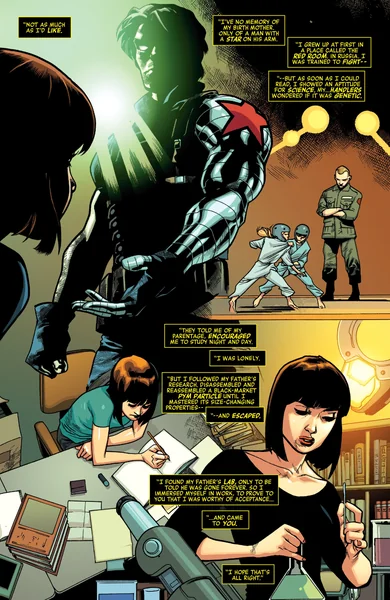 "NOT AS MUCH
AS I'D LIKE.
"I'VE NO MEMORY OF
MY BIRTH MOTHER.
ONLY OF A MAN WITH
A STAR ON HIS ARM.
"I GREW UP AT FIRST
IN A PLACE CALLED THE
RED ROOM, IN RUSSIA. I
WAS TRAINED TO FIGHT--
"--BUT AS SOON AS I COULD
READ, I SHOWED AN APTITUDE
FOR SCIENCE. MY...HANDLERS
WONDERED IF IT WAS GENETIC.
"THEY TOLD ME OF MY
PARENTAGE, ENCOURAGED
ME TO STUDY NIGHT AND DAY.
"I WAS LONELY.
"BUT I FOLLOWED MY FATHER'S
RESEARCH. DISASSEMBLED AND
REASSEMBLED A BLACK-MARKET
PYM PARTICLE UNTIL I
MASTERED ITS SIZE-CHANGING
PROPERTIES--
"--AND ESCAPED.
"I FOUND MY FATHER'S LAB, ONLY TO BE
TOLD HE WAS GONE FOREVER. SO I
IMMERSED MYSELF IN WORK, TO PROVE TO
YOU THAT I WAS WORTHY OF ACCEPTANCE...
"...AND CAME
TO YOU.
"I HOPE THAT'S
ALL RIGHT."